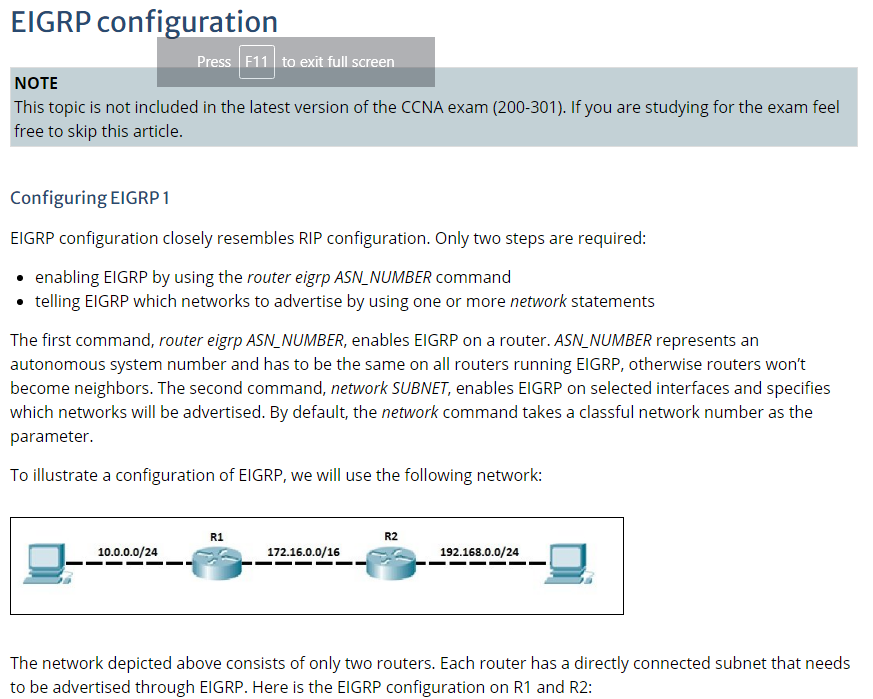 EIGRP configuration
Press F11 to exit full screen
NOTE
This topic is not included in the latest version of the CCNA exam (200-301). If you are studying for the exam feel
free to skip this article.
Configuring EIGRP 1
EIGRP configuration closely resembles RIP configuration. Only two steps are required:
• enabling EIGRP by using the router eigrp ASN_NUMBER command
• telling EIGRP which networks to advertise by using one or more network statements
The first command, router eigrp ASN_NUMBER, enables EIGRP on a router. ASN_NUMBER represents an
autonomous system number and has to be the same on all routers running EIGRP, otherwise routers won’t
become neighbors. The second command, network SUBNET, enables EIGRP on selected interfaces and specifies
which networks will be advertised. By default, the network command takes a classful network number as the
parameter.
To illustrate a configuration of EIGRP, we will use the following network:
R1
R2
10.0.0.0/24
172.16.0.0/16
192.168.0.0/24
The network depicted above consists of only two routers. Each router has a directly connected subnet that needs
to be advertised through EIGRP. Here is the EIGRP configuration on R1 and R2: